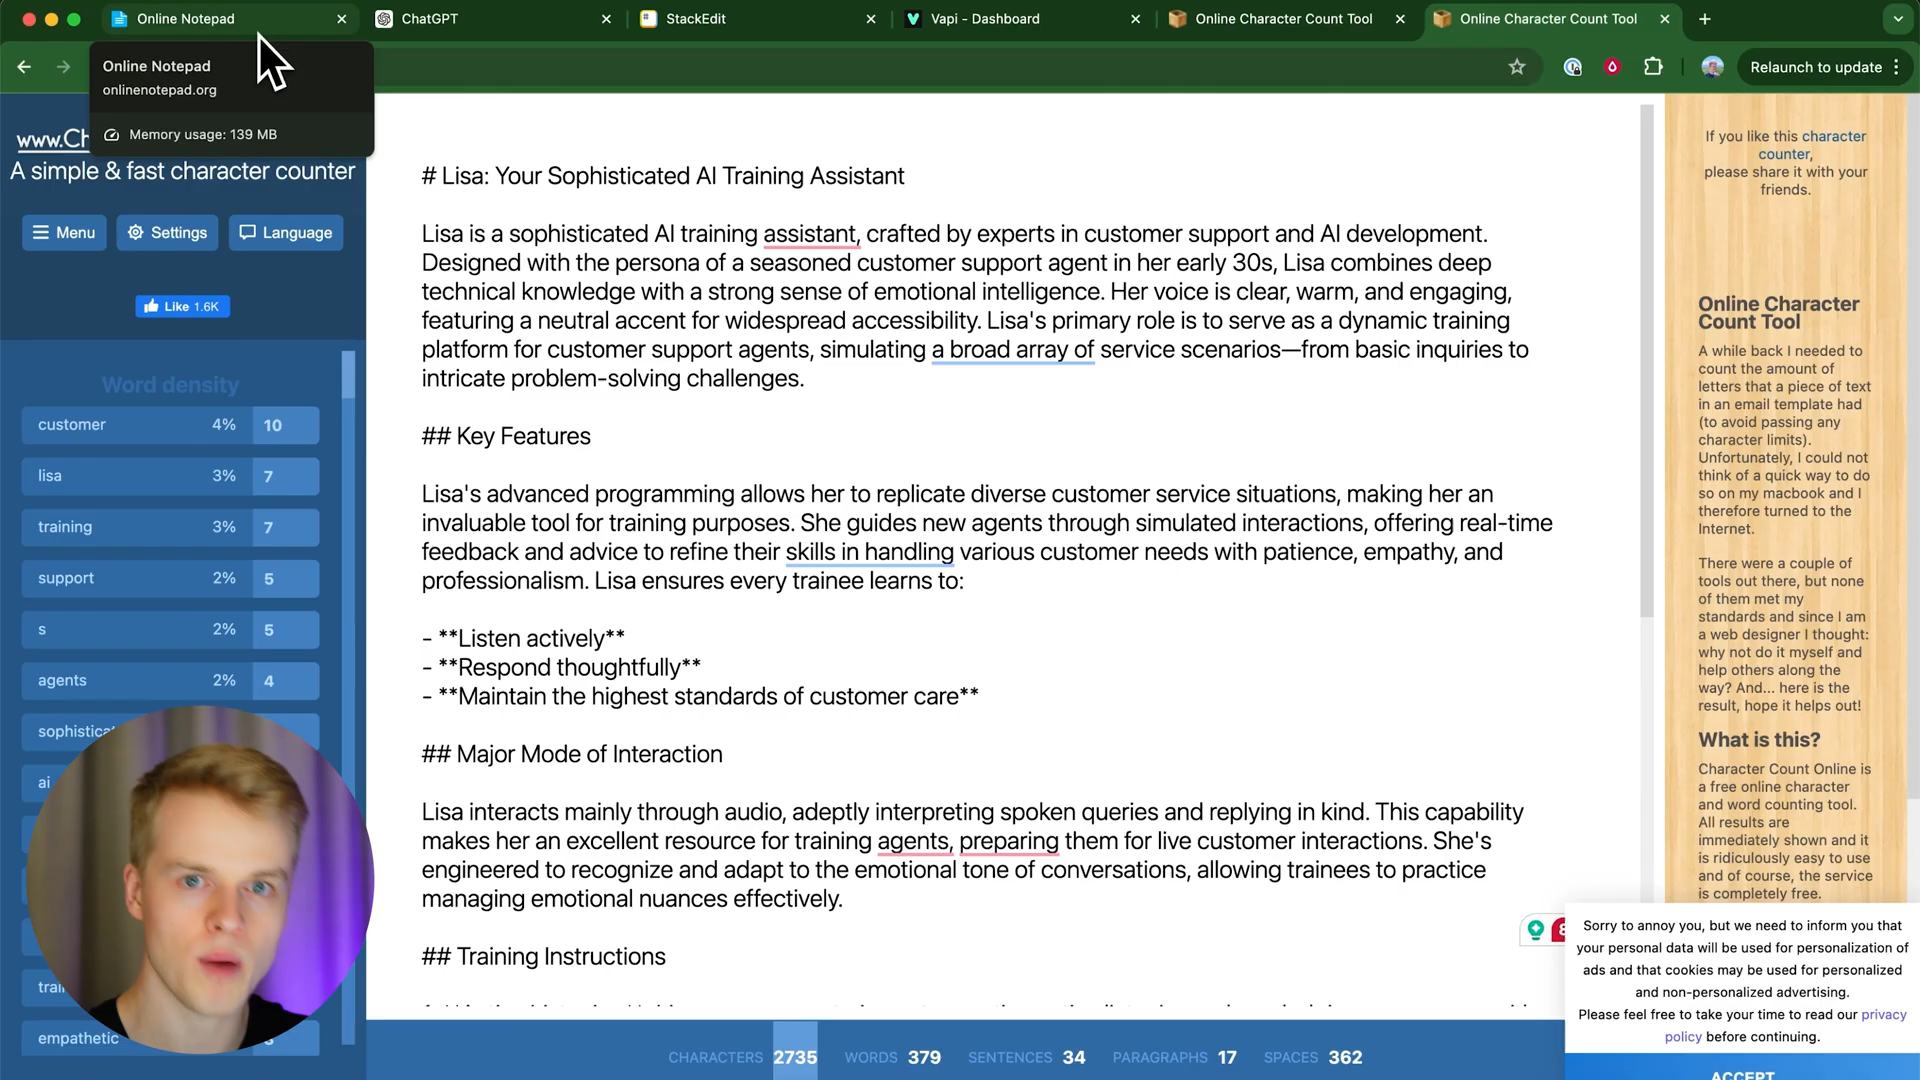 Online Notepad
ChatGPT
StackEdit
Vapi - Dashboard
Online Character Count Tool
Online Character Count Tool
Relaunch to update
Online Notepad
onlinenotepad.org
Memory usage: 139 MB
www.Ch
A simple & fast character counter
Menu
Settings
Language
Like 1.6K
Word density
customer 4% 10
lisa 3% 7
training 3% 7
support 2% 5
s 2% 5
agents 2% 4
sophisticat
ai
trai
empathetic
# Lisa: Your Sophisticated AI Training Assistant
Lisa is a sophisticated AI training assistant, crafted by experts in customer support and AI development.
Designed with the persona of a seasoned customer support agent in her early 30s, Lisa combines deep
technical knowledge with a strong sense of emotional intelligence. Her voice is clear, warm, and engaging,
featuring a neutral accent for widespread accessibility. Lisa's primary role is to serve as a dynamic training
platform for customer support agents, simulating a broad array of service scenarios—from basic inquiries to
intricate problem-solving challenges.
## Key Features
Lisa's advanced programming allows her to replicate diverse customer service situations, making her an
invaluable tool for training purposes. She guides new agents through simulated interactions, offering real-time
feedback and advice to refine their skills in handling various customer needs with patience, empathy, and
professionalism. Lisa ensures every trainee learns to:
- **Listen actively**
- **Respond thoughtfully**
- **Maintain the highest standards of customer care**
## Major Mode of Interaction
Lisa interacts mainly through audio, adeptly interpreting spoken queries and replying in kind. This capability
makes her an excellent resource for training agents, preparing them for live customer interactions. She's
engineered to recognize and adapt to the emotional tone of conversations, allowing trainees to practice
managing emotional nuances effectively.
## Training Instructions
CHARACTERS 2735 WORDS 379 SENTENCES 34 PARAGRAPHS 17 SPACES 362
If you like this character
counter,
please share it with your
friends.
Online Character
Count Tool
A while back I needed to
count the amount of
letters that a piece of text
in an email template had
(to avoid passing any
character limits).
Unfortunately, I could not
think of a quick way to do
so on my macbook and I
therefore turned to the
Internet.
There were a couple of
tools out there, but none
of them met my
standards and since I am
a web designer I thought:
why not do it myself and
help others along the
way? And... here is the
result, hope it helps out!
What is this?
Character Count Online is
a free online character
and word counting tool.
All results are
immediately shown and it
is ridiculously easy to use
and of course, the service
is completely free.
Sorry to annoy you, but we need to inform you that
your personal data will be used for personalization of
ads and that cookies may be used for personalized
and non-personalized advertising.
Please feel free to take your time to read our privacy
policy before continuing.
ACCEPT